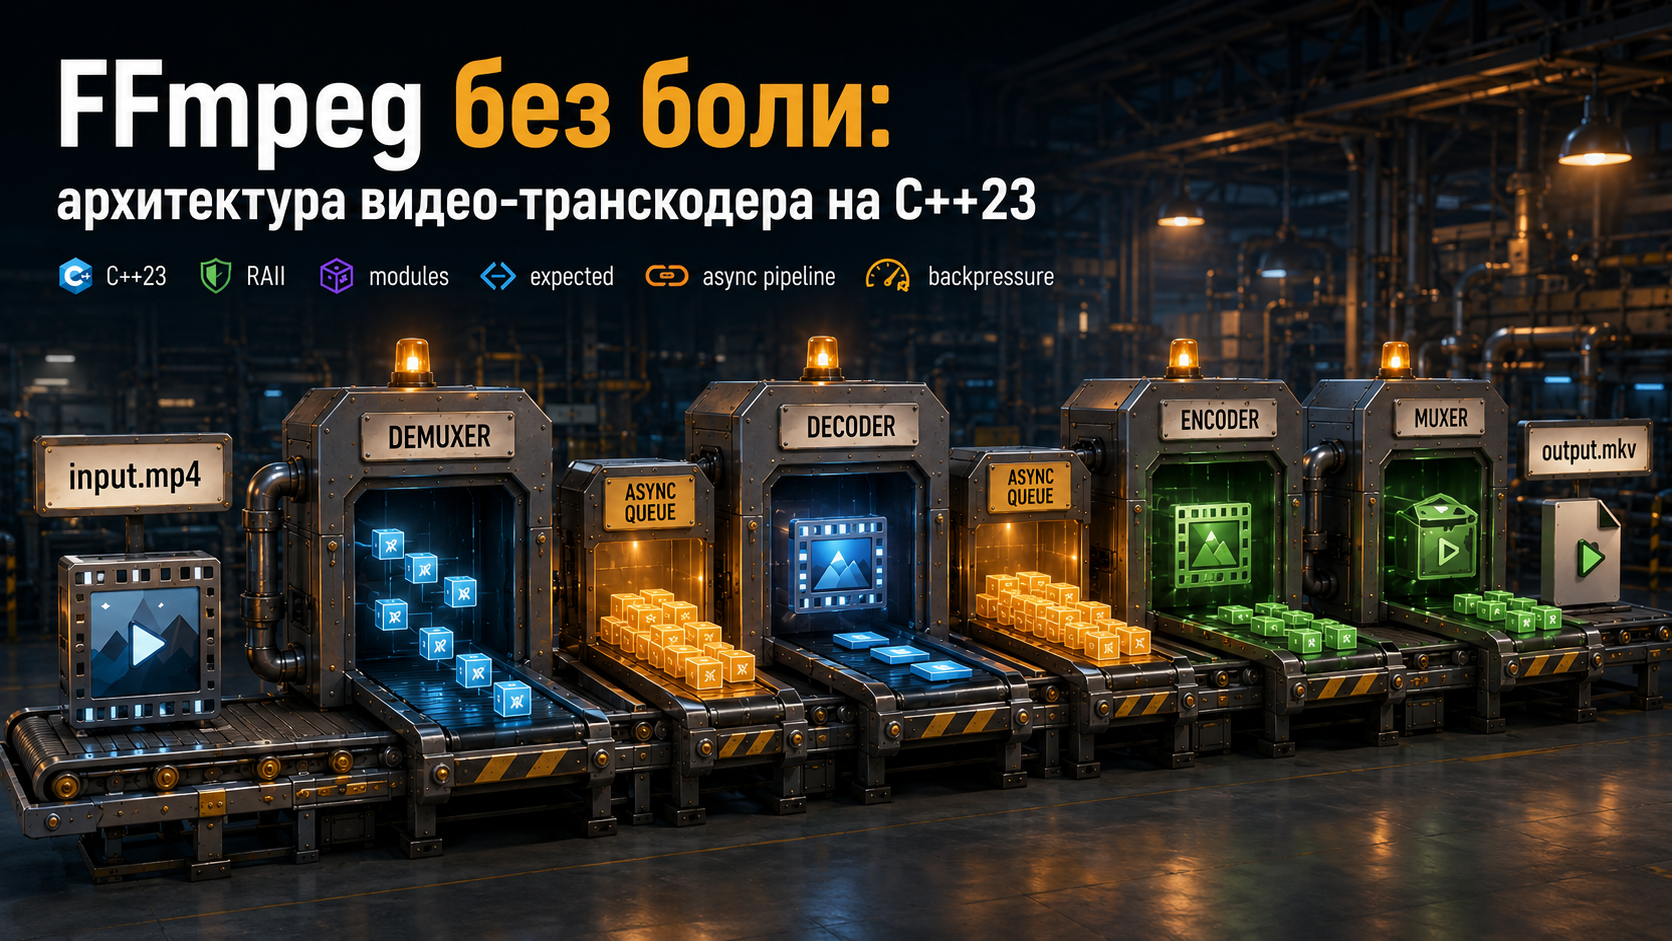 FFmpeg без боли:
архитектура видео-транскодера на C++23
C++23 RAII modules expected async pipeline backpressure
input.mp4
DEMUXER
ASYNC
QUEUE
DECODER
ASYNC
QUEUE
ENCODER
MUXER
output.mkv